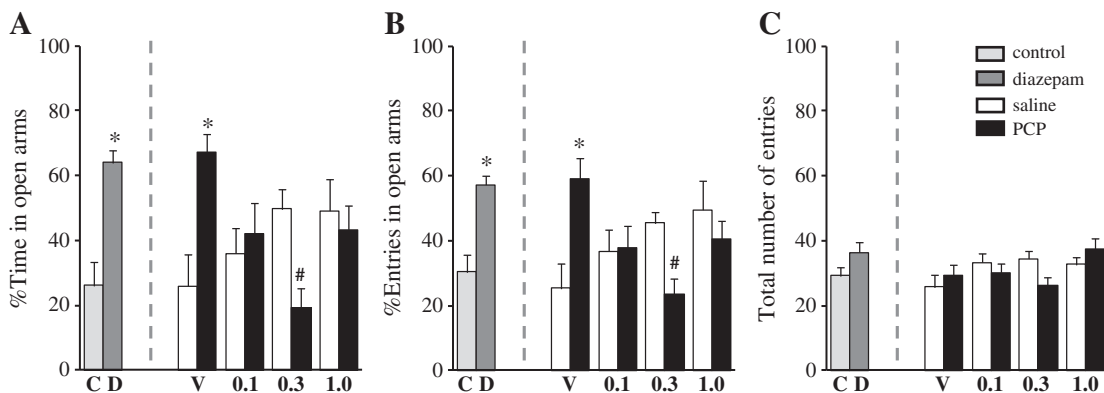 A
%Time in open arms
100
80
60
40
20
0
*
*
#
C D V 0.1 0.3 1.0
B
%Entries in open arms
100
80
60
40
20
0
*
*
#
C D V 0.1 0.3 1.0
C
Total number of entries
100
80
60
40
20
0
control
diazepam
saline
PCP
C D V 0.1 0.3 1.0